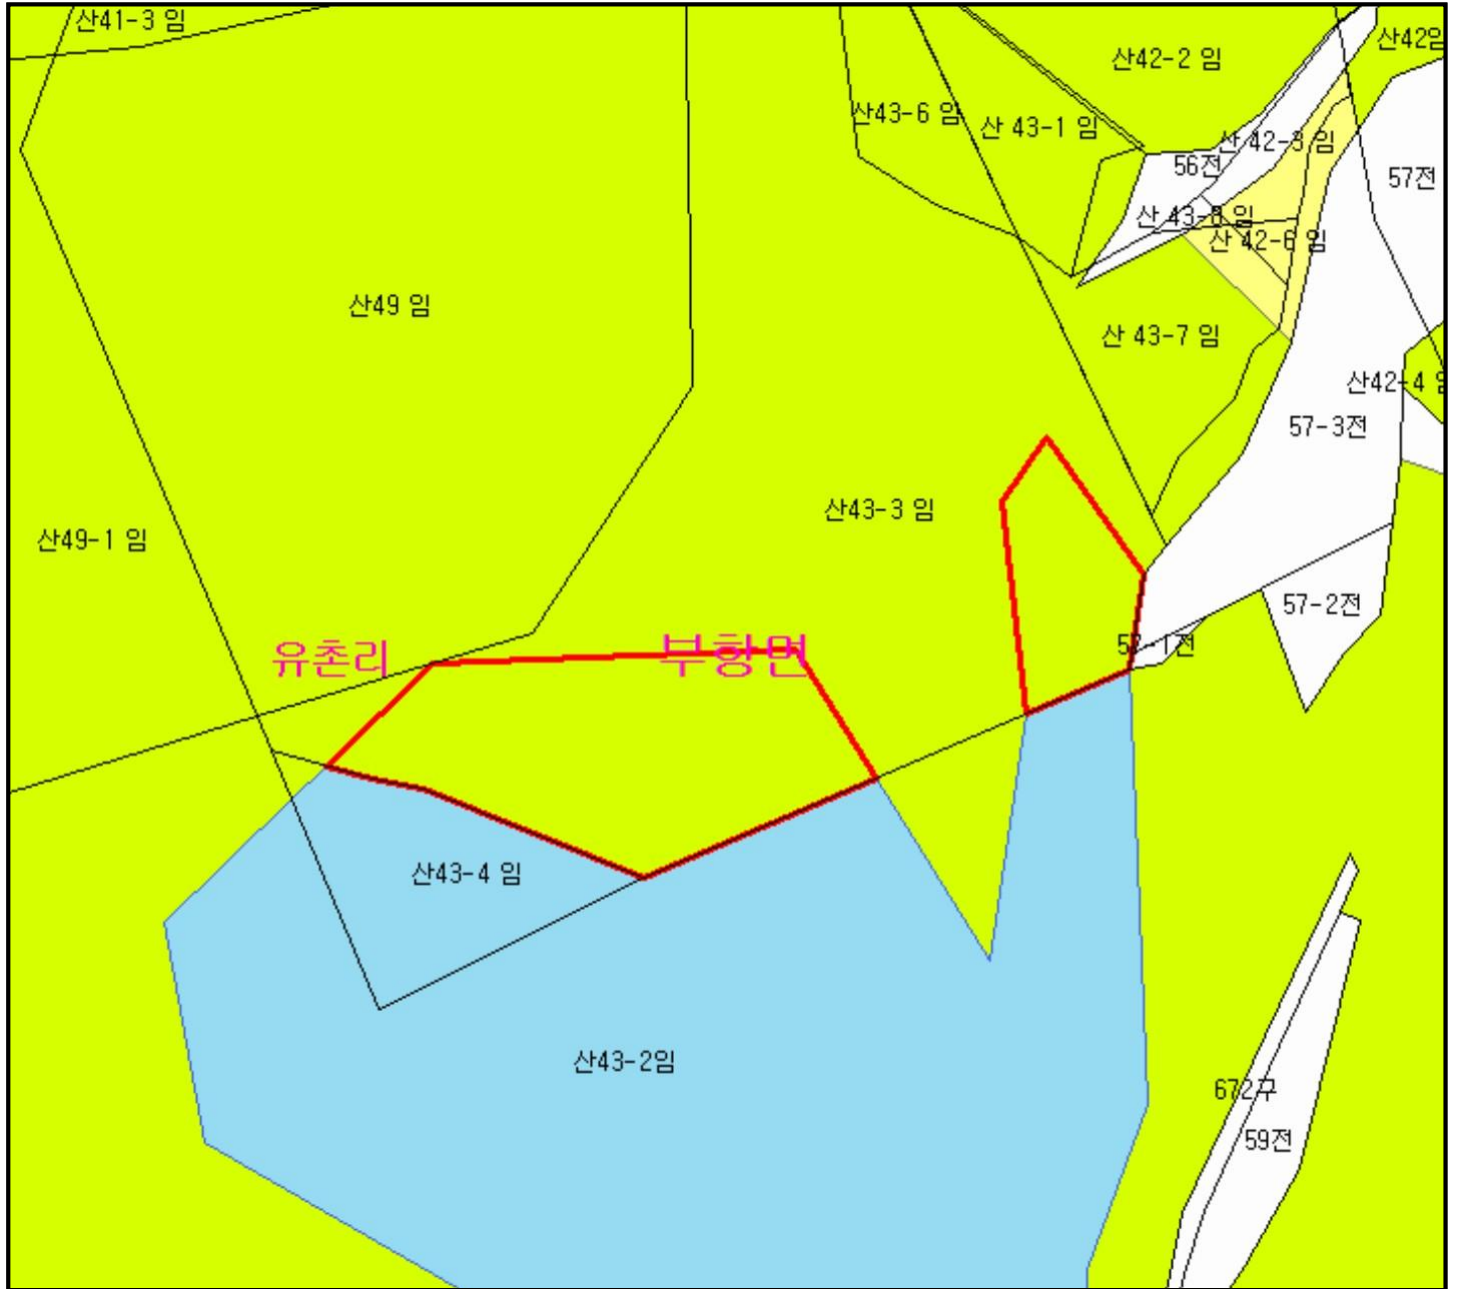 산41-3 임
산42임
산42-2 임
산43-6 임
산 43-1 임
산 42-3 임
56전
57전
산 43-8 임
산 42-6 임
산49 임
산 43-7 임
산42-4 임
57-3전
산43-3 임
산49-1 임
57-2전
57-1전
유촌리
부항면
산43-4 임
산43-2임
672구
59전